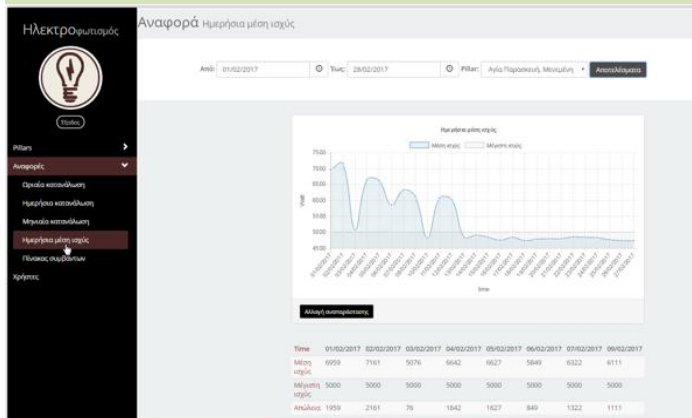 Ηλεκτροφωτισμός
Αναφορά Ημερήσια μέση ισχύς
Από: 01/02/2017 Έως: 28/02/2017 Pillar: Αγία Παρασκευή, Μενεμένη Αποτελέσματα
Έξοδος
Pillars
Αναφορές
Ωριαία κατανάλωση
Ημερήσια κατανάλωση
Μηνιαία κατανάλωση
Ημερήσια μέση ισχύς
Πίνακας συμβάντων
Χρήστες
Ημερήσια μέση ισχύς
Μέση ισχύς Μέγιστη ισχύς
7500
7000
6500
6000
5500
5000
4500
Watt
time
Αλλαγή αναπαράστασης
Time 01/02/2017 02/02/2017 03/02/2017 04/02/2017 05/02/2017 06/02/2017 07/02/2017 09/02/2017
Μέση ισχύς 6959 7161 5076 6642 6627 5849 6322 6111
Μέγιστη ισχύς 5000 5000 5000 5000 5000 5000 5000 5000
Απώλεια 1959 2161 76 1642 1627 849 1322 1111